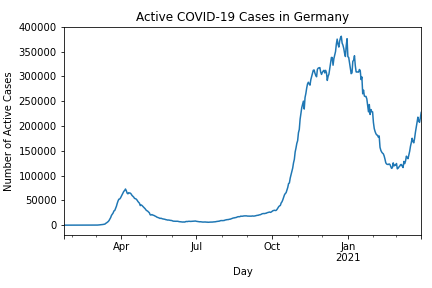 Active COVID-19 Cases in Germany
400000
350000
300000
250000
200000
150000
100000
50000
0
Number of Active Cases
Apr
Jul
Oct
Jan
2021
Day